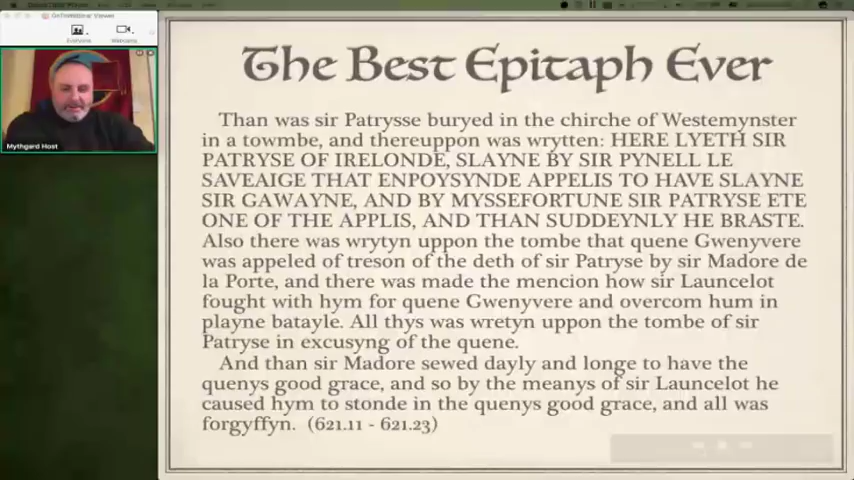 GoToWebinar Viewer
Everyone
Webcams
Mythgard Host
The Best Epitaph Ever
Than was sir Patrysse buryed in the chirche of Westemynster
in a towmbe, and thereuppon was wrytten: HERE LYETH SIR
PATRYSE OF IRELONDE, SLAYNE BY SIR PYNELL LE
SAVEAIGE THAT ENPOYSYNDE APPELIS TO HAVE SLAYNE
SIR GAWAYNE, AND BY MYSSEFORTUNE SIR PATRYSE ETE
ONE OF THE APPLIS, AND THAN SUDDEYNLY HE BRASTE.
Also there was wrytyn uppon the tombe that quene Gwenyvere
was appeled of treson of the deth of sir Patryse by sir Madore de
la Porte, and there was made the mencion how sir Launcelot
fought with hym for quene Gwenyvere and overcom hum in
playne batayle. All thys was wretyn uppon the tombe of sir
Patryse in excusyng of the quene.
And than sir Madore sewed dayly and longe to have the
quenys good grace, and so by the meanys of sir Launcelot he
caused hym to stonde in the quenys good grace, and all was
forgyffyn. (621.11 - 621.23)